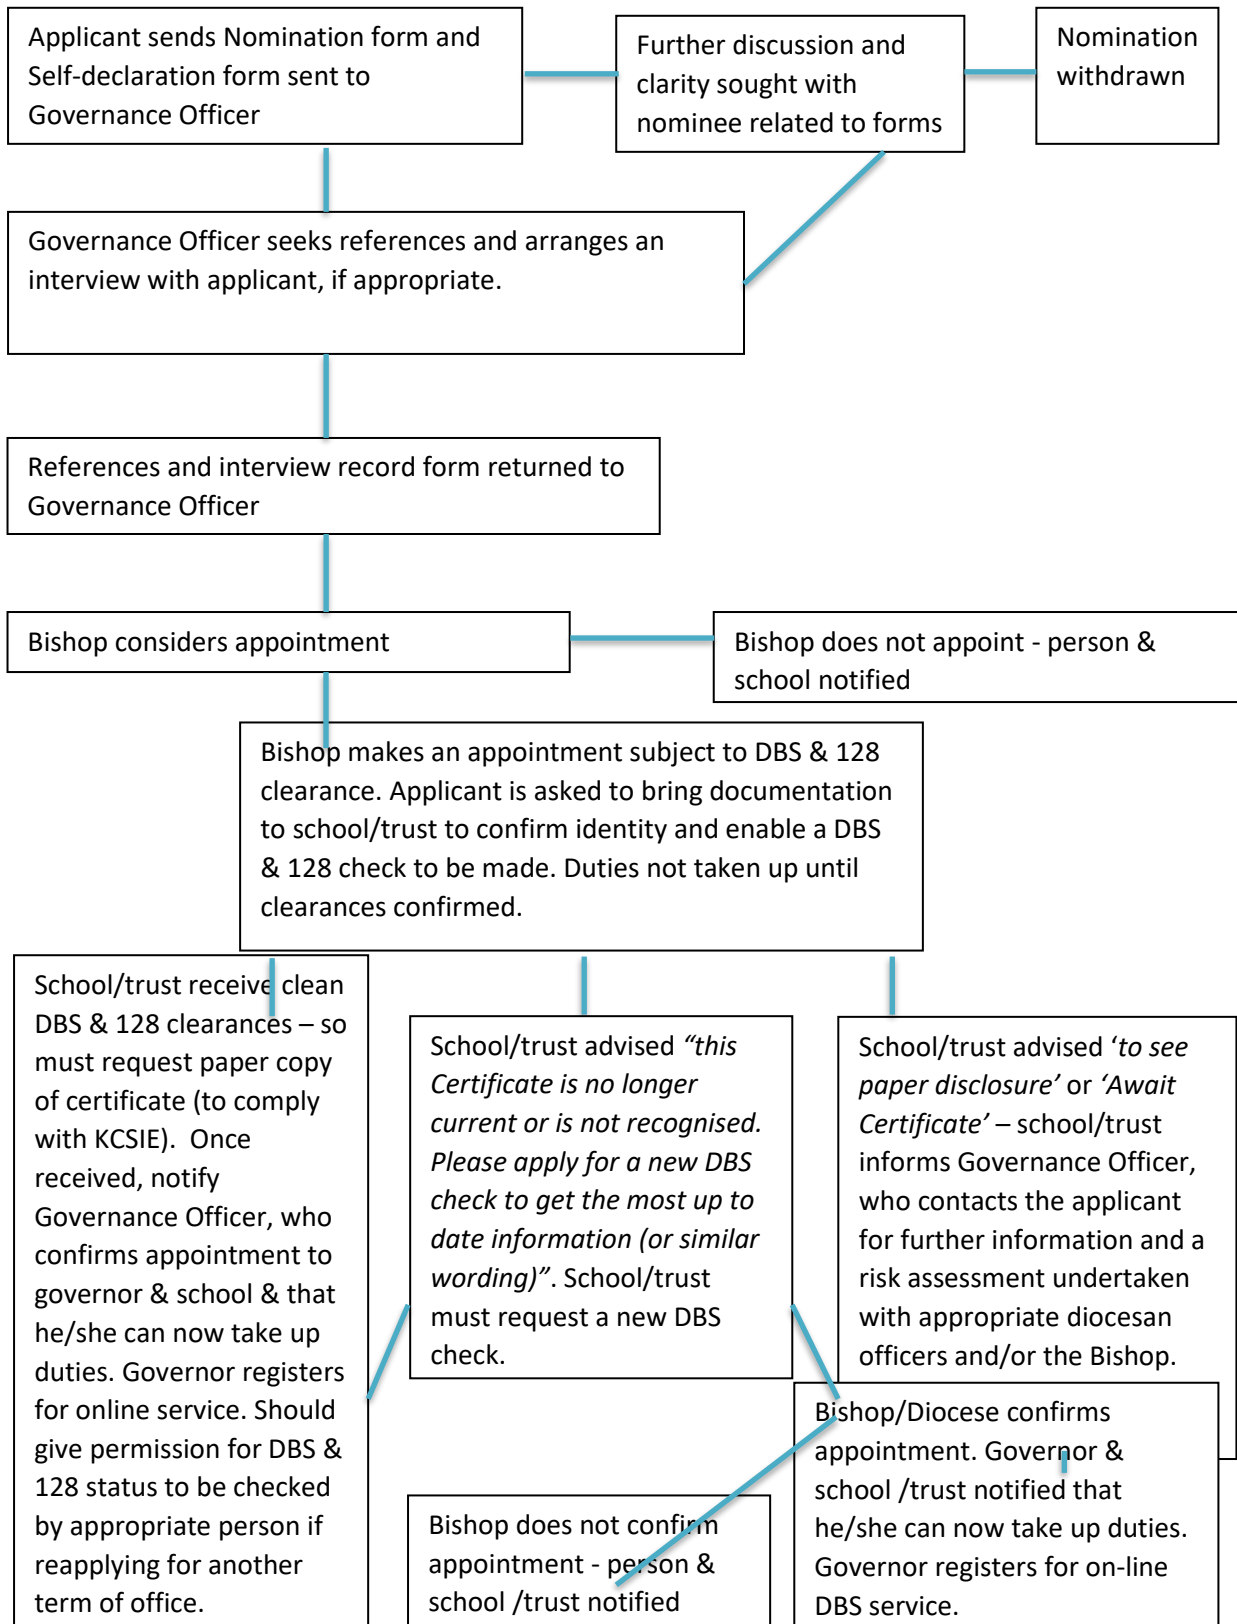 Applicant sends Nomination form and
Self-declaration form sent to
Governance Officer
Further discussion and
clarity sought with
nominee related to forms
Nomination
withdrawn
Governance Officer seeks references and arranges an
interview with applicant, if appropriate.
References and interview record form returned to
Governance Officer
Bishop considers appointment
Bishop does not appoint - person &
school notified
Bishop makes an appointment subject to DBS & 128
clearance. Applicant is asked to bring documentation
to school/trust to confirm identity and enable a DBS
& 128 check to be made. Duties not taken up until
clearances confirmed.
School/trust receive clean
DBS & 128 clearances – so
must request paper copy
of certificate (to comply
with KCSIE).  Once
received, notify
Governance Officer, who
confirms appointment to
governor & school & that
he/she can now take up
duties. Governor registers
for online service. Should
give permission for DBS &
128 status to be checked
by appropriate person if
reapplying for another
term of office.
School/trust advised “this
Certificate is no longer
current or is not recognised.
Please apply for a new DBS
check to get the most up to
date information (or similar
wording)”. School/trust
must request a new DBS
check.
School/trust advised ‘to see
paper disclosure’ or ‘Await
Certificate’ – school/trust
informs Governance Officer,
who contacts the applicant
for further information and a
risk assessment undertaken
with appropriate diocesan
officers and/or the Bishop.
Bishop does not confirm
appointment - person &
school /trust notified
Bishop/Diocese confirms
appointment. Governor &
school /trust notified that
he/she can now take up duties.
Governor registers for on-line
DBS service.